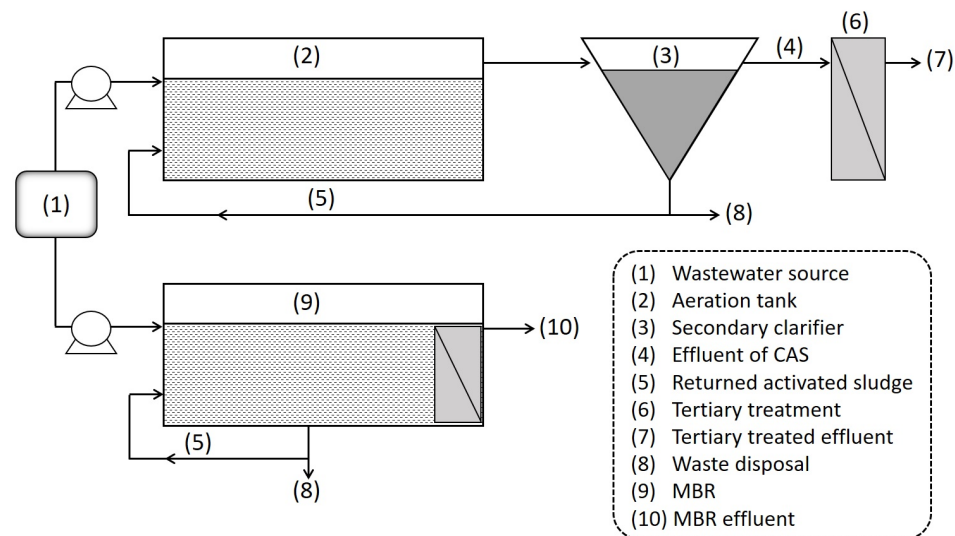 (6)
(2)
(3)
(4)
(7)
(1)
(5)
(8)
(9)
(10)
(5)
(8)
(1) Wastewater source
(2) Aeration tank
(3) Secondary clarifier
(4) Effluent of CAS
(5) Returned activated sludge
(6) Tertiary treatment
(7) Tertiary treated effluent
(8) Waste disposal
(9) MBR
(10) MBR effluent